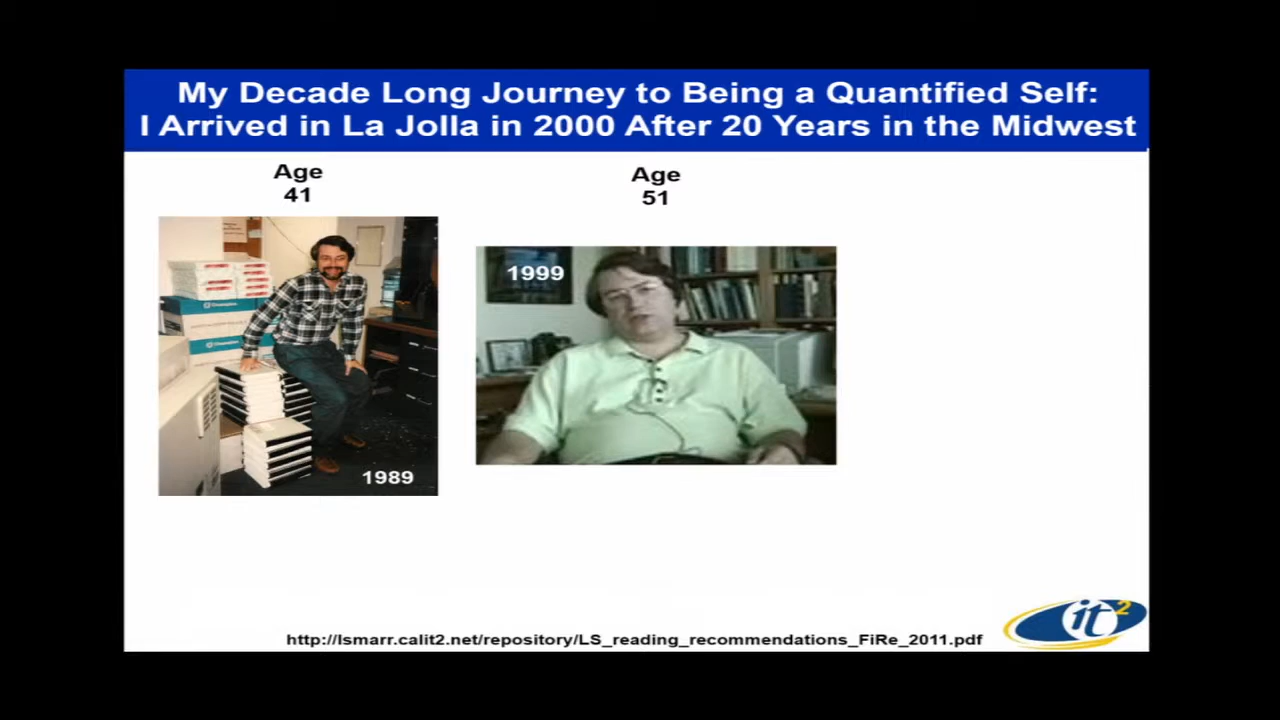 My Decade Long Journey to Being a Quantified Self:
I Arrived in La Jolla in 2000 After 20 Years in the Midwest
Age
41
Age
51
1999
1989
http://lsmarr.calit2.net/repository/LS_reading_recommendations_FiRe_2011.pdf
it2